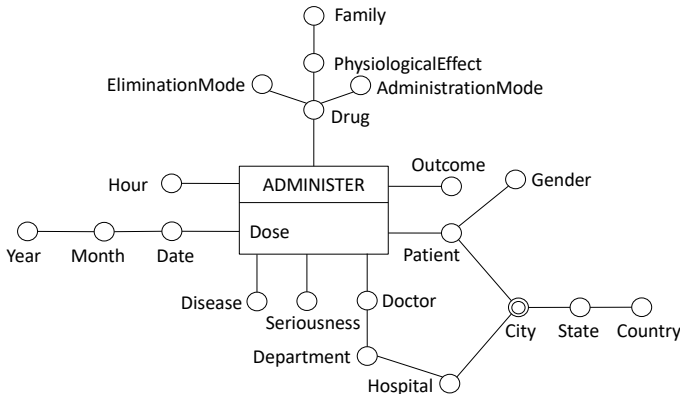 Family
PhysiologicalEffect
EliminationMode
AdministrationMode
Drug
Outcome
Hour
ADMINISTER
Gender
Dose
Year
Month
Date
Patient
Disease
Seriousness
Doctor
City
State
Country
Department
Hospital